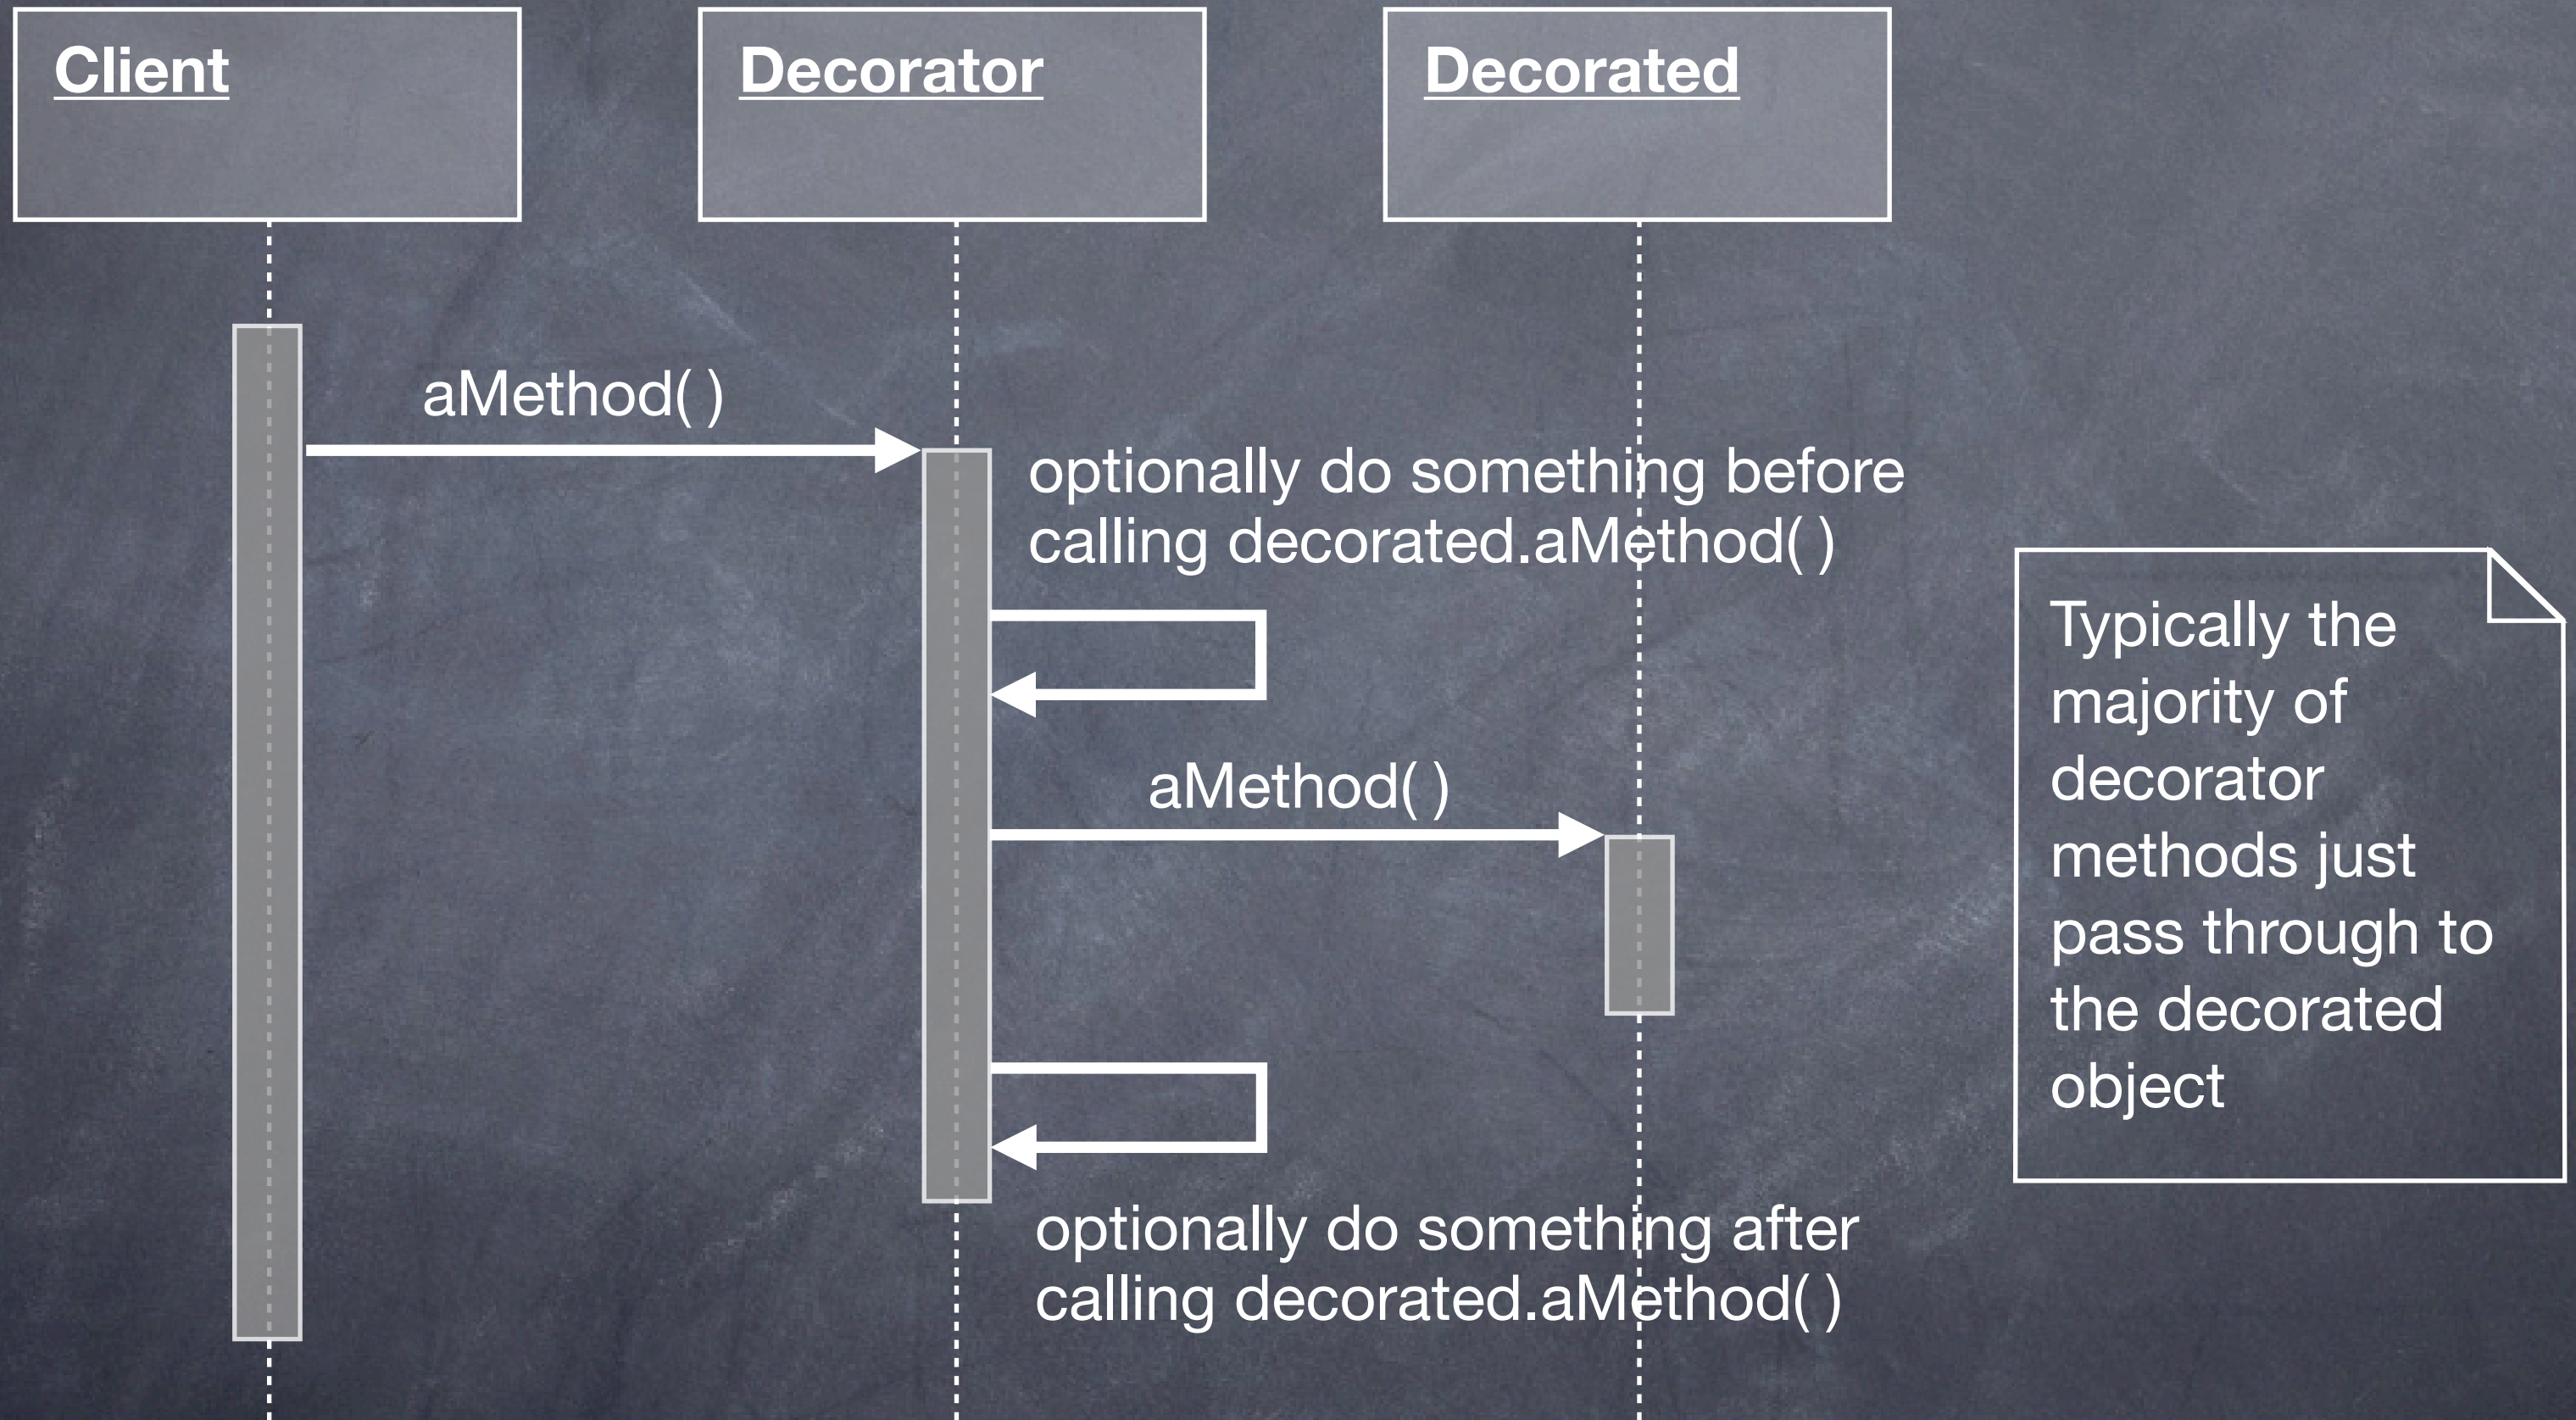 Client
Decorator
Decorated
aMethod( )
optionally do something before
calling decorated.aMethod( )
aMethod( )
optionally do something after
calling decorated.aMethod( )
Typically the
majority of
decorator
methods just
pass through to
the decorated
object